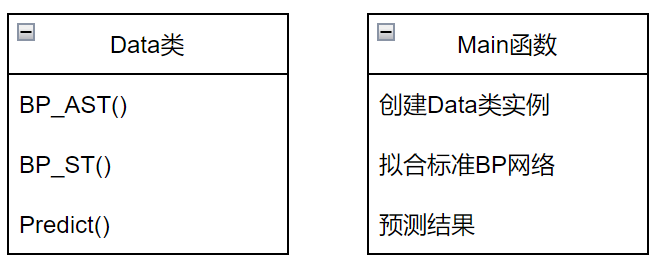 Data类
BP_AST()
BP_ST()
Predict()
Main函数
创建Data类实例
拟合标准BP网络
预测结果